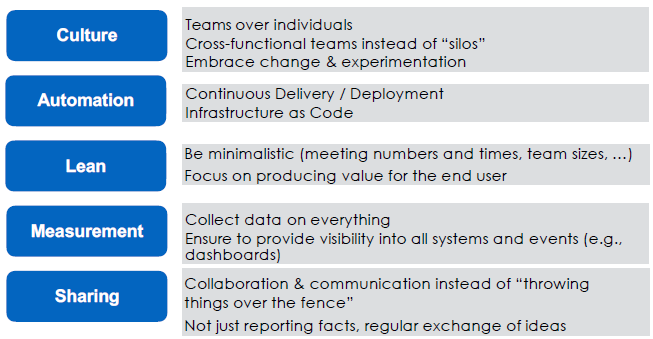 Culture
Teams over individuals
Cross-functional teams instead of “silos”
Embrace change & experimentation
Automation
Continuous Delivery / Deployment
Infrastructure as Code
Lean
Be minimalistic (meeting numbers and times, team sizes, …)
Focus on producing value for the end user
Measurement
Collect data on everything
Ensure to provide visibility into all systems and events (e.g.,
dashboards)
Sharing
Collaboration & communication instead of “throwing
things over the fence”
Not just reporting facts, regular exchange of ideas